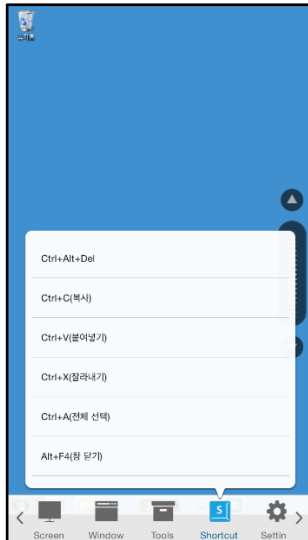 휴지통
Ctrl+Alt+Del
Ctrl+C(복사)
Ctrl+V(붙여넣기)
Ctrl+X(잘라내기)
Ctrl+A(전체 선택)
Alt+F4(창 닫기)
S
Screen Window Tools Shortcut Settin